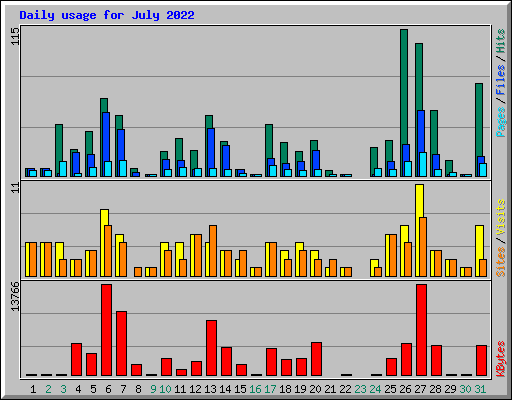 Daily usage for July 2022
115
Pages / Files / Hits
11
Sites / Visits
13766
KBytes
1 2 3 4 5 6 7 8 9 10 11 12 13 14 15 16 17 18 19 20 21 22 23 24 25 26 27 28 29 30 31